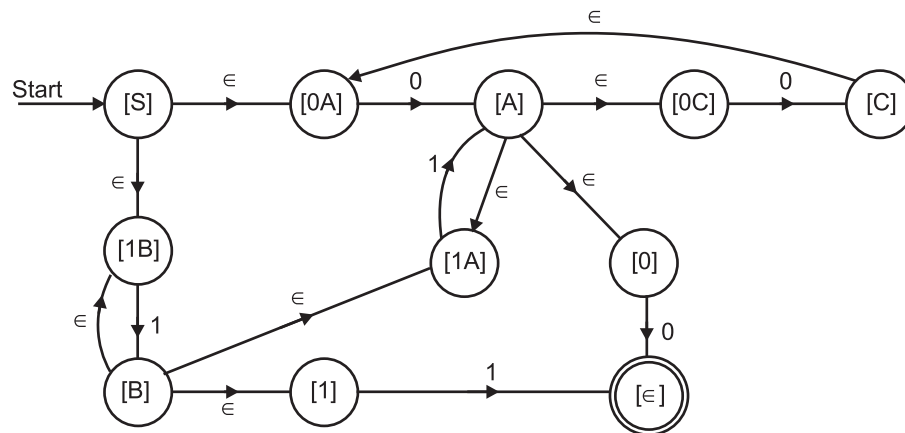 ∈
Start ∈ 0 ∈ 0
[S] [0A] [A] [0C] [C]
∈ 1 ∈ ∈
[1B] [1A] [0]
∈ 1 ∈ 0
[B] ∈ [1] 1 [∈]